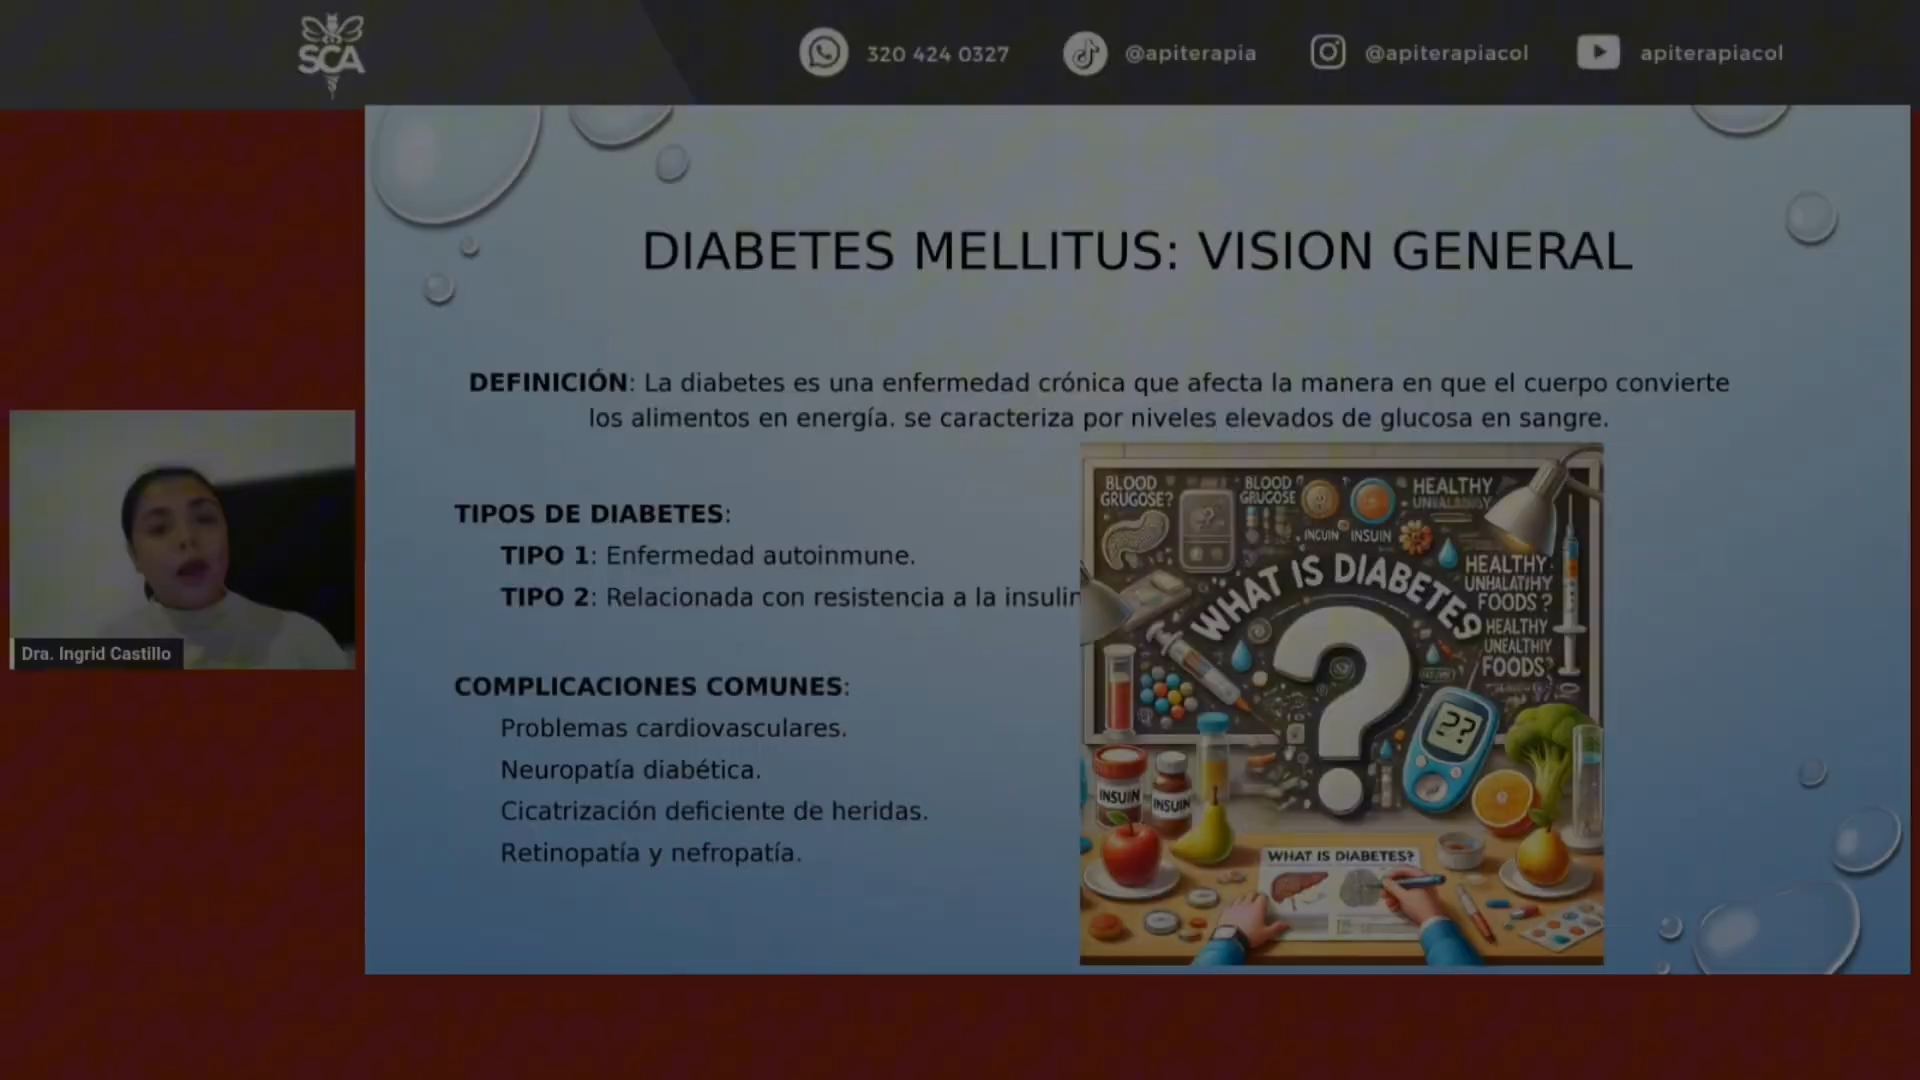 SCA
320 424 0327
@apiterapia
@apiterapiacol
apiterapiacol
DIABETES MELLITUS: VISION GENERAL
DEFINICIÓN: La diabetes es una enfermedad crónica que afecta la manera en que el cuerpo convierte
los alimentos en energía. se caracteriza por niveles elevados de glucosa en sangre.
TIPOS DE DIABETES:
TIPO 1: Enfermedad autoinmune.
TIPO 2: Relacionada con resistencia a la insulin
COMPLICACIONES COMUNES:
Problemas cardiovasculares.
Neuropatía diabética.
Cicatrización deficiente de heridas.
Retinopatía y nefropatía.
BLOOD
GRUGOSE?
BLOOD
GRUGOSE
HEALTHY
INCUIN
INSUIN
WHAT IS DIABETES
?
HEALTHY
UNHALATHY
FOODS?
HEALTHY
UNEALTHIY
FOODS?
??
INSUIN
INSUIN
WHAT IS DIABETES?
Dra. Ingrid Castillo